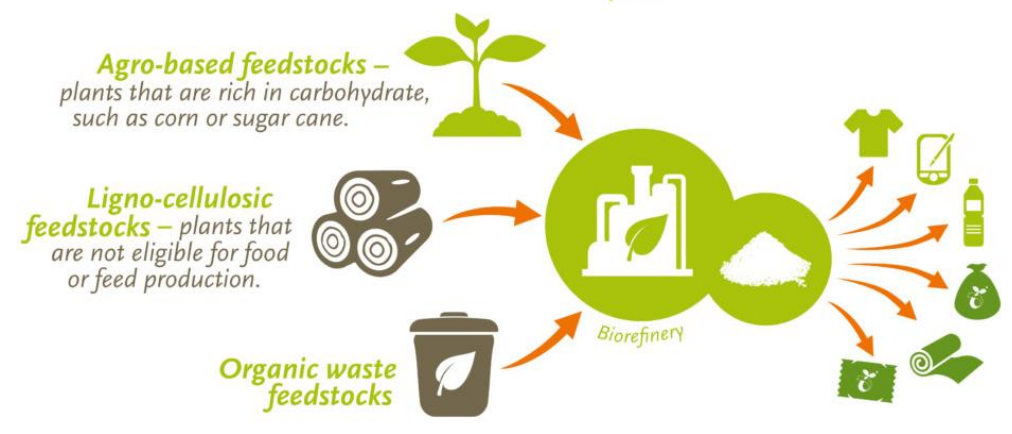 Agro-based feedstocks –
plants that are rich in carbohydrate,
such as corn or sugar cane.
Ligno-cellulosic
feedstocks – plants that
are not eligible for food
or feed production.
Organic waste
feedstocks
Biorefinery